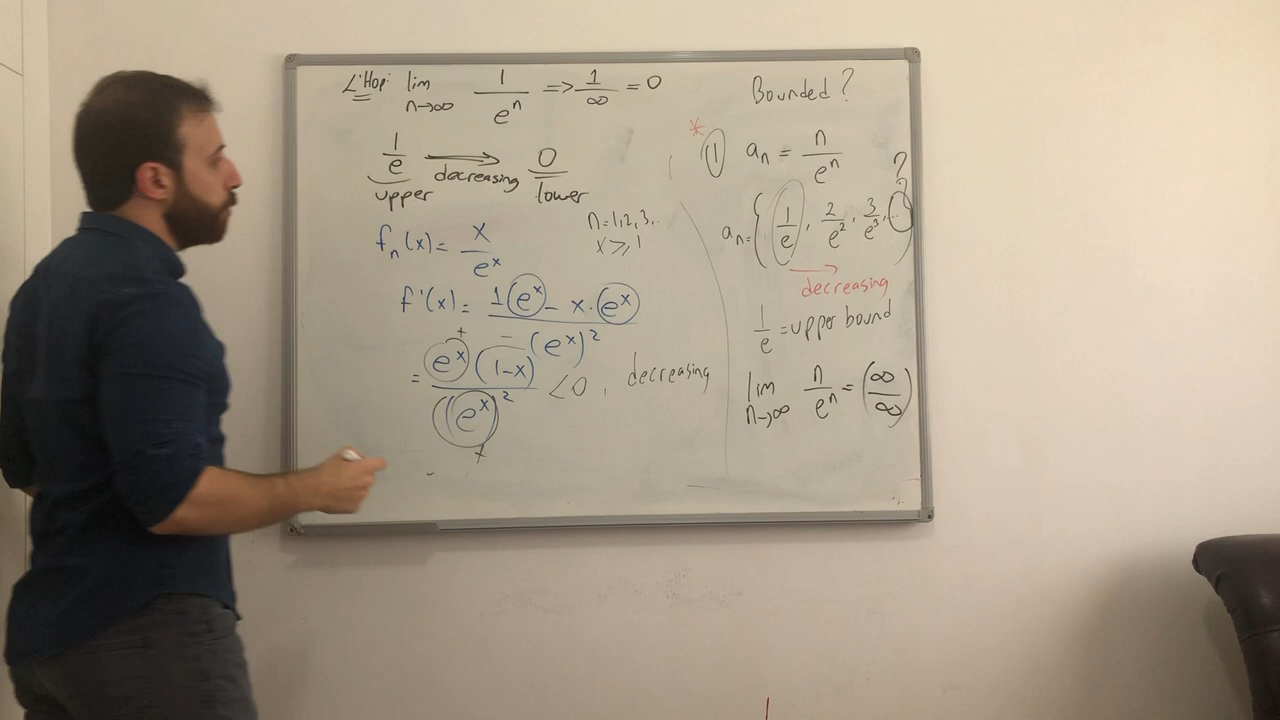 L'Hop: lim n→∞ 1/e^n => 1/∞ = 0
1/e → 0
upper decreasing lower
f_n(x) = x/e^x
n=1,2,3,..
x≥1
f'(x) = (1(e^x) - x·(e^x))/(e^x)^2
= e^x(1-x)/(e^x)^2 <0, decreasing
+
+
Bounded?
* 1 a_n = n/e^n
?
a_n = {1/e, 2/e^2, 3/e^3, ...}
→
decreasing
1/e = upper bound
lim n→∞ n/e^n = (∞/∞)